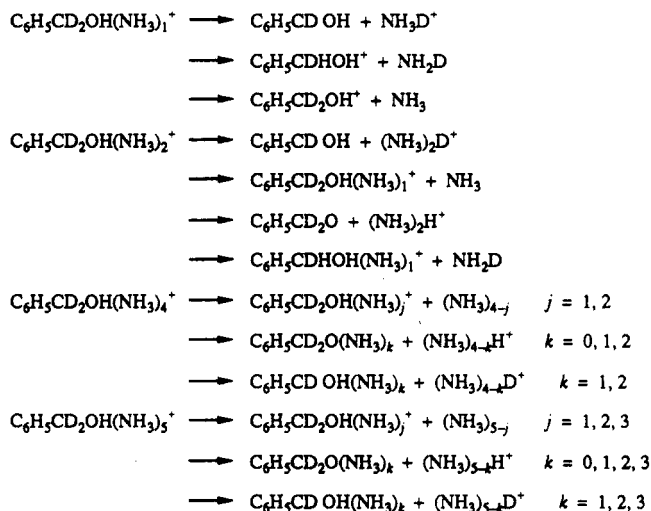 C₆H₅CD₂OH(NH₃)₁⁺ ⟶ C₆H₅CD OH + NH₃D⁺
⟶ C₆H₅CDHOH⁺ + NH₂D
⟶ C₆H₅CD₂OH⁺ + NH₃
C₆H₅CD₂OH(NH₃)₂⁺ ⟶ C₆H₅CD OH + (NH₃)₂D⁺
⟶ C₆H₅CD₂OH(NH₃)₁⁺ + NH₃
⟶ C₆H₅CD₂O + (NH₃)₂H⁺
⟶ C₆H₅CDHOH(NH₃)₁⁺ + NH₂D
C₆H₅CD₂OH(NH₃)₄⁺ ⟶ C₆H₅CD₂OH(NH₃)ⱼ⁺ + (NH₃)₄₋ⱼ j = 1, 2
⟶ C₆H₅CD₂O(NH₃)ₖ + (NH₃)₄₋ₖH⁺ k = 0, 1, 2
⟶ C₆H₅CD OH(NH₃)ₖ + (NH₃)₄₋ₖD⁺ k = 1, 2
C₆H₅CD₂OH(NH₃)₅⁺ ⟶ C₆H₅CD₂OH(NH₃)ⱼ⁺ + (NH₃)₅₋ⱼ j = 1, 2, 3
⟶ C₆H₅CD₂O(NH₃)ₖ + (NH₃)₅₋ₖH⁺ k = 0, 1, 2, 3
⟶ C₆H₅CD OH(NH₃)ₖ + (NH₃)₅₋ₖD⁺ k = 1, 2, 3